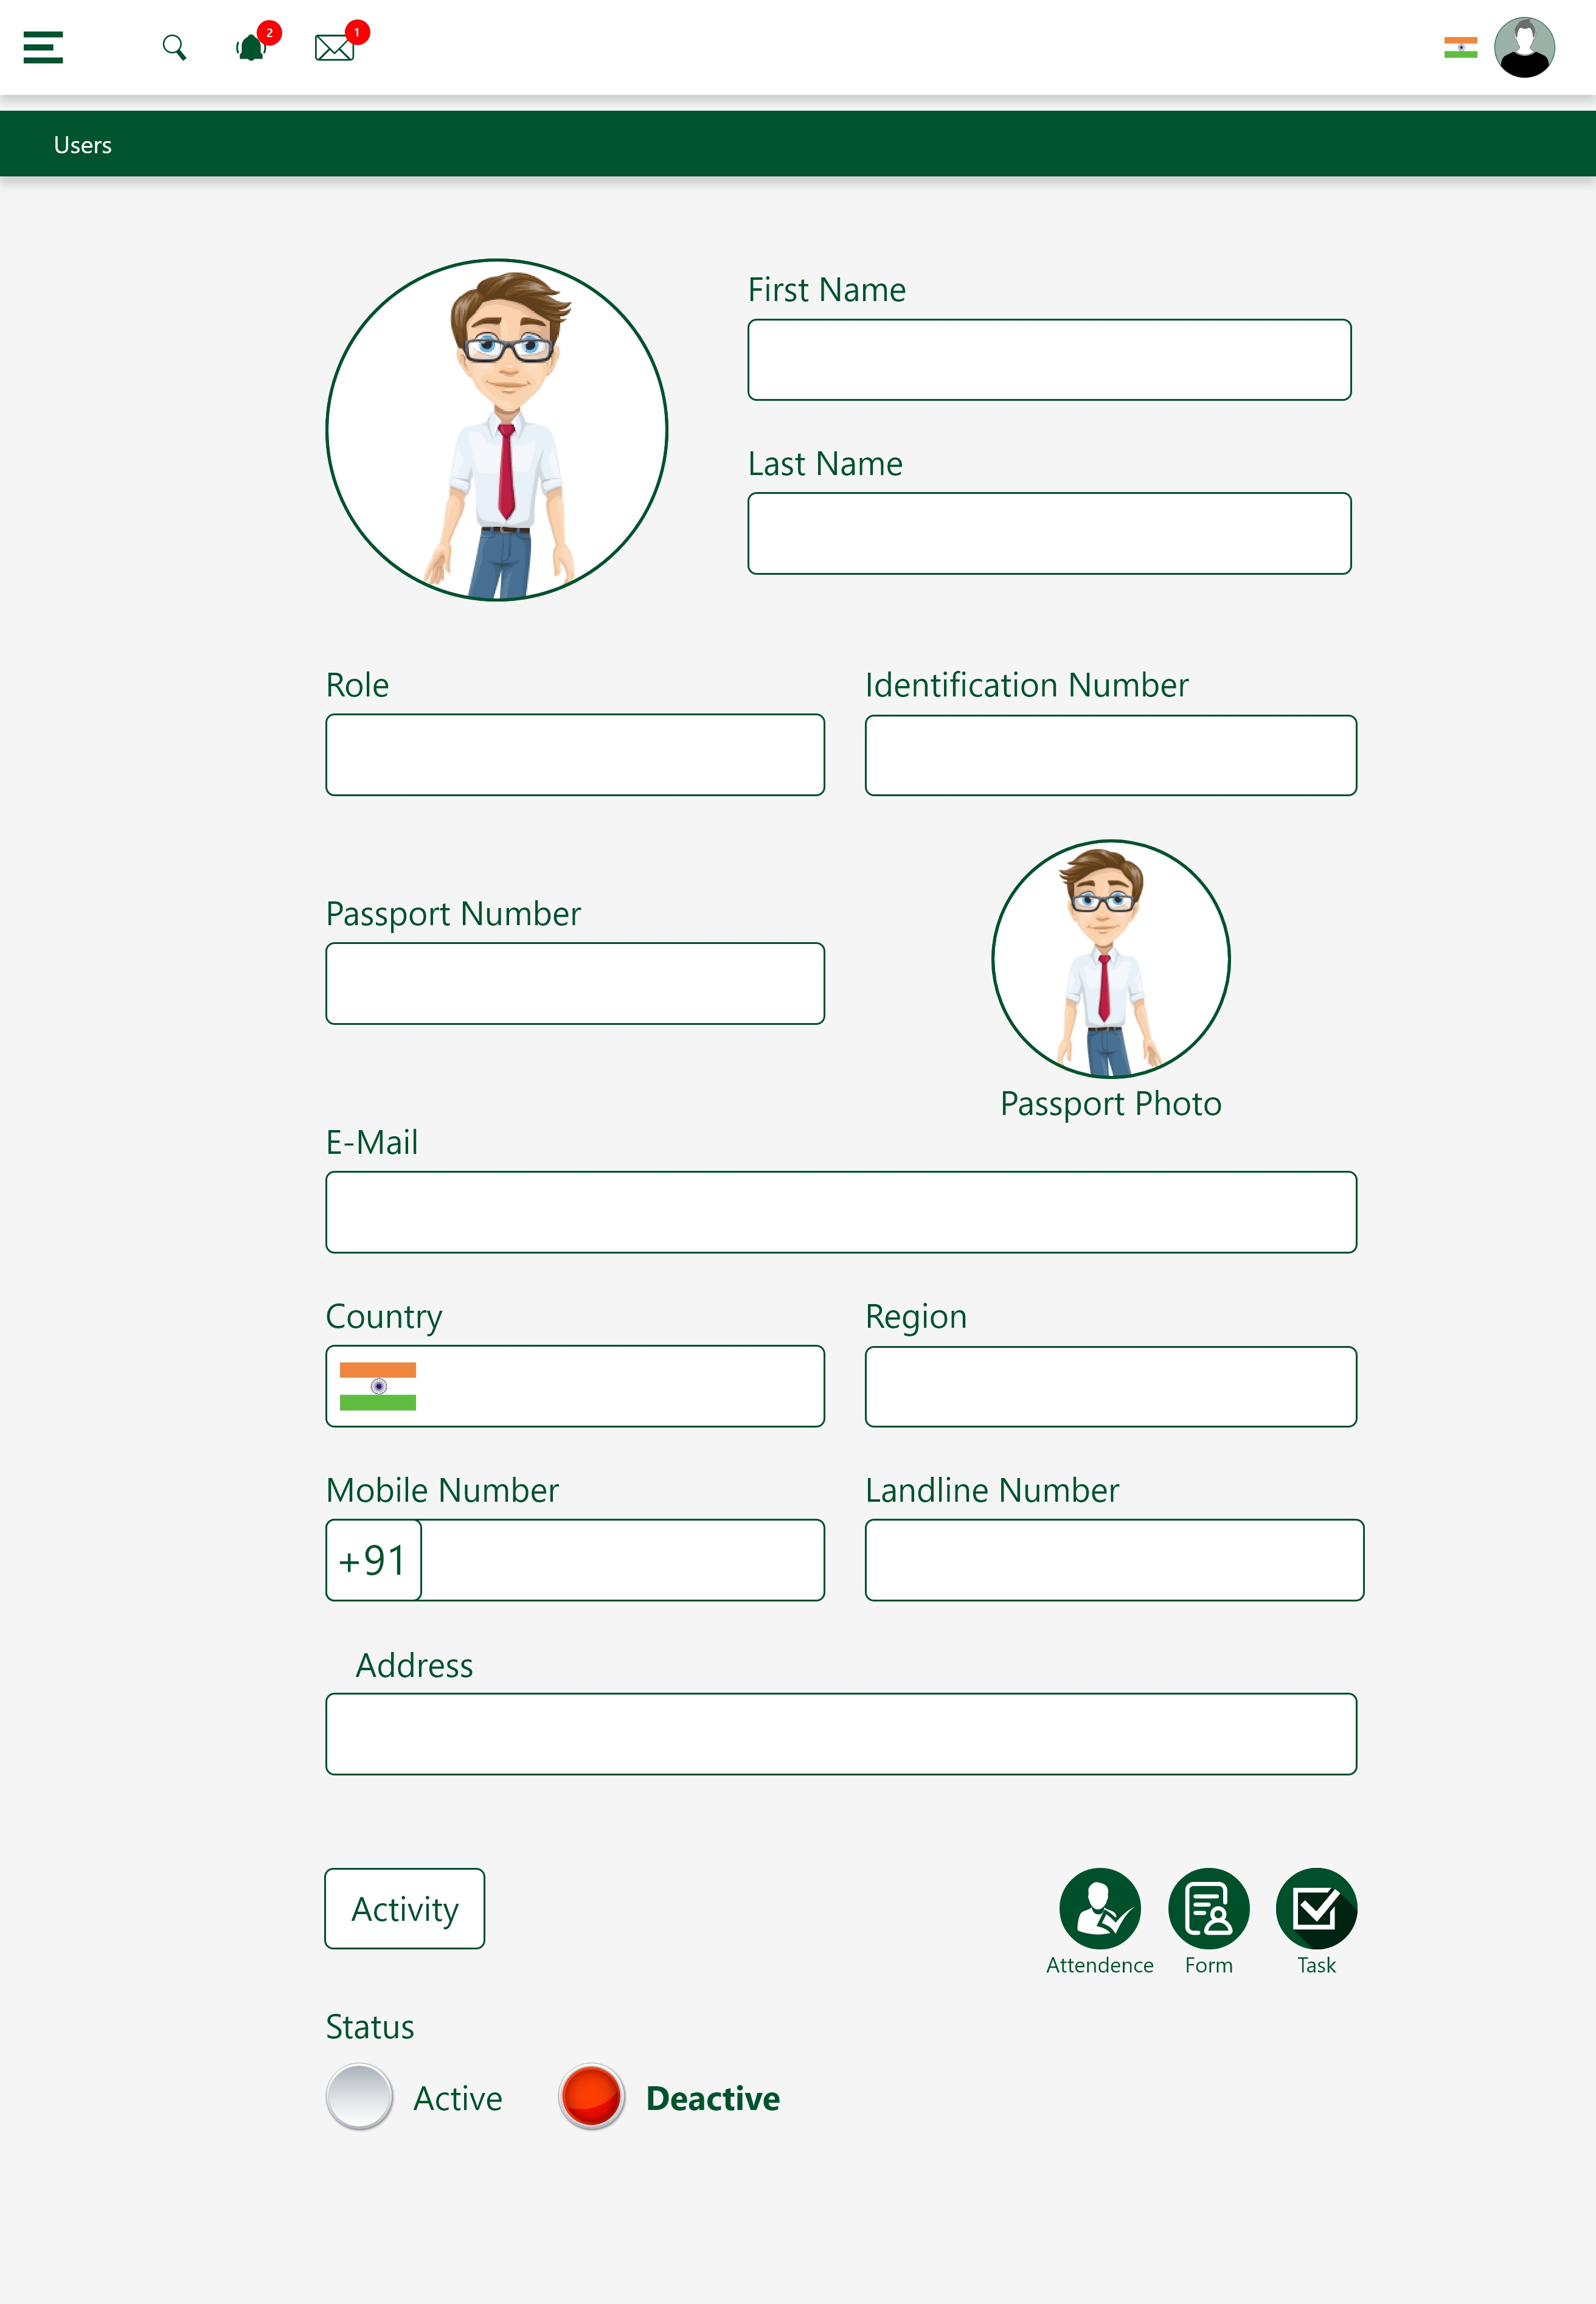 2
1
Users
First Name
Last Name
Role
Identification Number
Passport Number
Passport Photo
E-Mail
Country
Region
Mobile Number
Landline Number
+91
Address
Activity
Attendence
Form
Task
Status
Active
Deactive